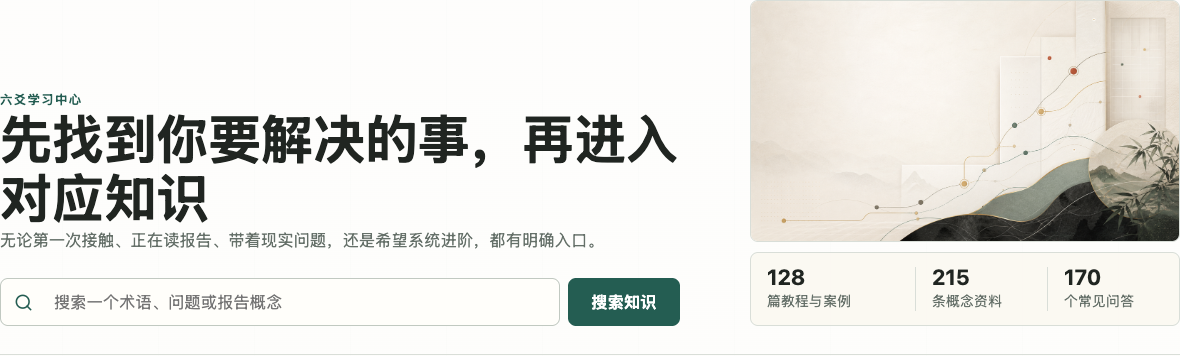 六爻学习中心
先找到你要解决的事，再进入
对应知识
无论第一次接触、正在读报告、带着现实问题，还是希望系统进阶，都有明确入口。
搜索一个术语、问题或报告概念
搜索知识
128
篇教程与案例
215
条概念资料
170
个常见问答